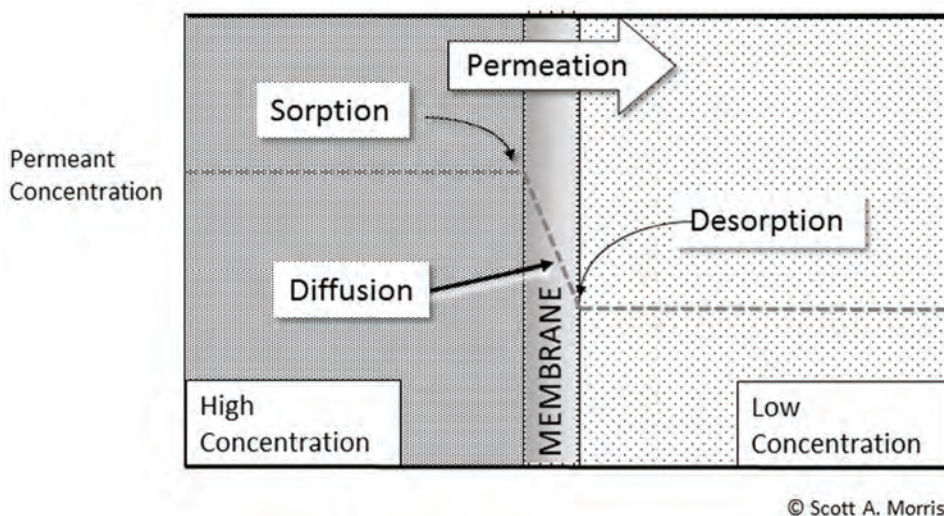 Permeation
Sorption
Permeant
Concentration
Desorption
Diffusion
MEMBRANE
High
Concentration
Low
Concentration
© Scott A. Morris